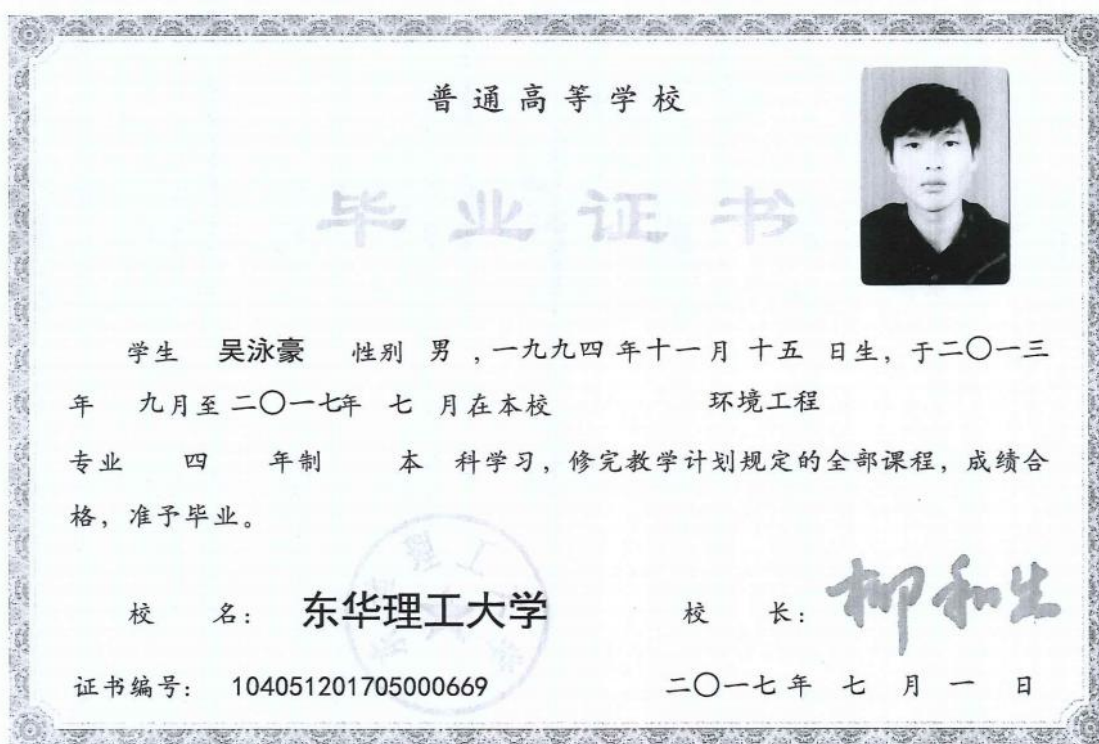 普通高等学校
毕业证书
学生 吴泳豪 性别 男 ，一九九四 年十一月 十五 日生，于二〇一三
年 九月至二〇一七年 七 月在本校 环境工程
专业 四 年制 本 科学习，修完教学计划规定的全部课程，成绩合
格，准予毕业。
校 名： 东华理工大学 校 长： 柳和生
证书编号： 104051201705000669 二〇一七年 七 月 一 日